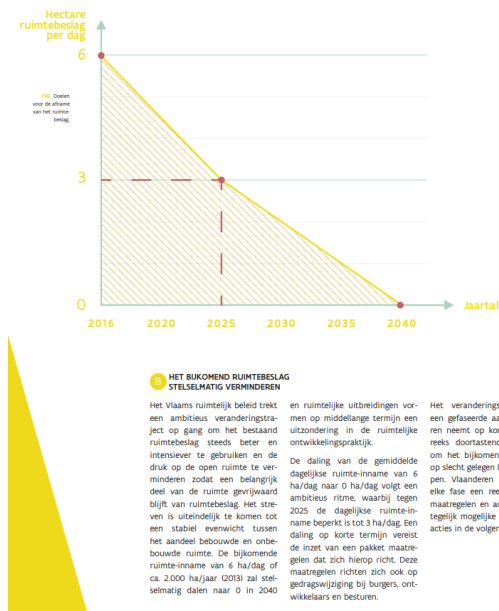 Hectare
ruimtebeslag
per dag
6
FIG. Doelen
voor de afname
van het ruimte-
beslag.
3
0
Jaartal
2016 2020 2025 2030 2035 2040
B HET BIJKOMEND RUIMTEBESLAG
STELSELMATIG VERMINDEREN
Het Vlaams ruimtelijk beleid trekt
een ambitieus veranderingstra-
ject op gang om het bestaand
ruimtebeslag steeds beter en
intensiever te gebruiken en de
druk op de open ruimte te ver-
minderen zodat een belangrijk
deel van de ruimte gevrijwaard
blijft van ruimtebeslag. Het stre-
ven is uiteindelijk te komen tot
een stabiel evenwicht tussen
het aandeel bebouwde en onbe-
bouwde ruimte. De bijkomende
ruimte-inname van 6 ha/dag of
ca. 2.000 ha/jaar (2013) zal stel-
selmatig dalen naar 0 in 2040
en ruimtelijke uitbreidingen vor-
men op middellange termijn een
uitzondering in de ruimtelijke
ontwikkelingspraktijk.
De daling van de gemiddelde
dagelijkse ruimte-inname van 6
ha/dag naar 0 ha/dag volgt een
ambitieus ritme, waarbij tegen
2025 de dagelijkse ruimte-in-
name beperkt is tot 3 ha/dag. Een
daling op korte termijn vereist
de inzet van een pakket maatre-
gelen dat zich hierop richt. Deze
maatregelen richten zich ook op
gedragswijziging bij burgers, ont-
wikkelaars en besturen.
Het veranderings
een gefaseerde aa
ren neemt op kor
reeks doortastend
om het bijkomen
op slecht gelegen l
pen. Vlaanderen
elke fase een ree
maatregelen en ac
tegelijk mogelijke
acties in de volger